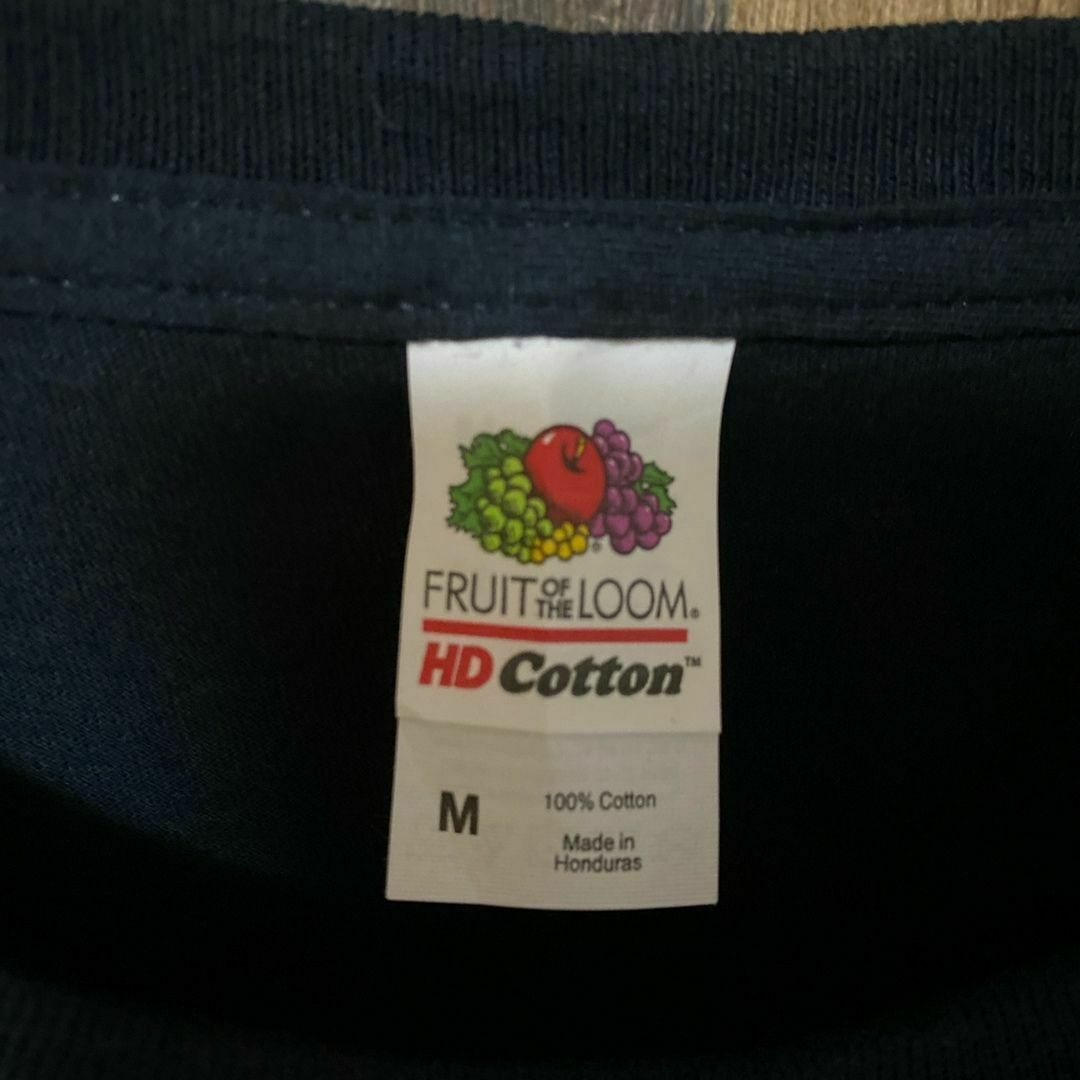 ®
FRUIT OF THE LOOM®
HD Cotton™
M
100% Cotton
Made in
Honduras